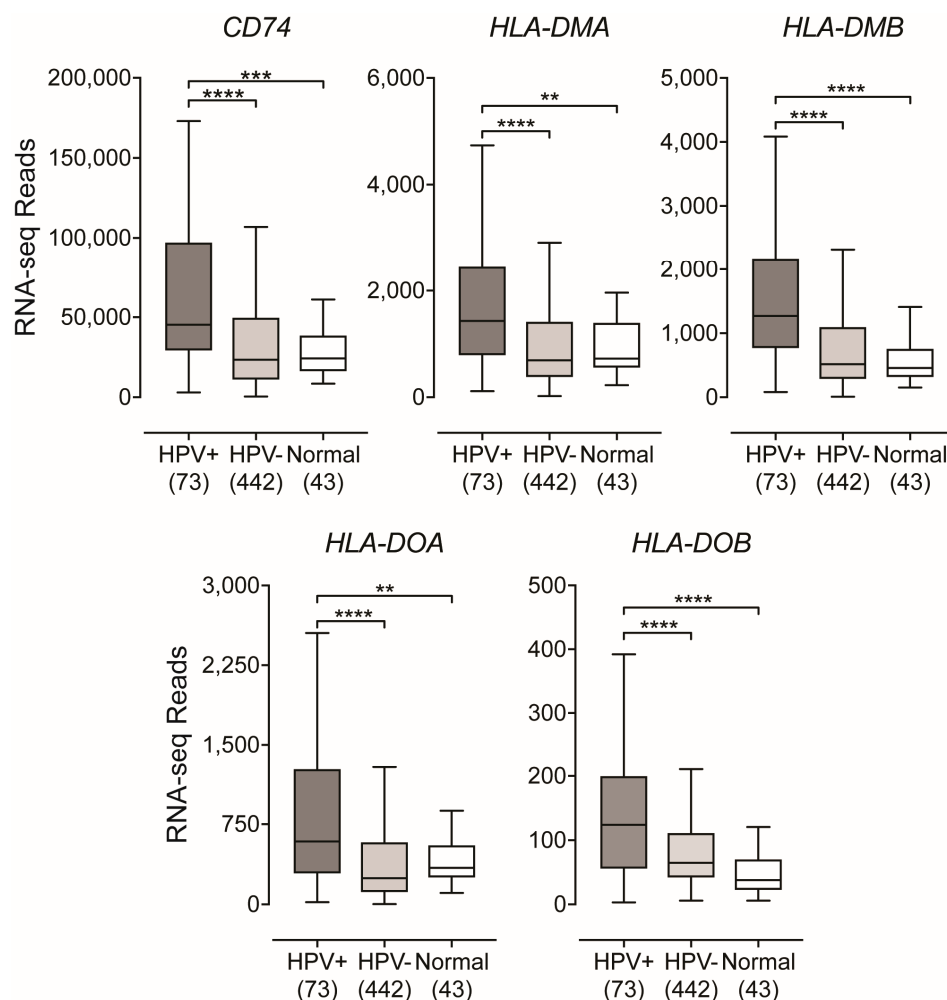 CD74 HLA-DMA HLA-DMB
RNA-seq Reads
200,000
150,000
100,000
50,000
0
*** 
****
HPV+ HPV- Normal
(73) (442) (43)
6,000
4,000
2,000
0
**
****
HPV+ HPV- Normal
(73) (442) (43)
5,000
4,000
3,000
2,000
1,000
0
****
****
HPV+ HPV- Normal
(73) (442) (43)
HLA-DOA HLA-DOB
RNA-seq Reads
3,000
2,250
1,500
750
0
**
****
HPV+ HPV- Normal
(73) (442) (43)
500
400
300
200
100
0
****
****
HPV+ HPV- Normal
(73) (442) (43)